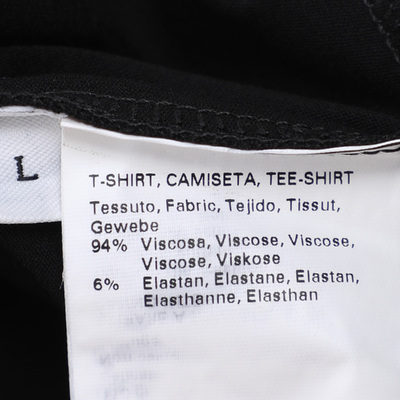 L
T-SHIRT, CAMISETA, TEE-SHIRT
Tessuto, Fabric, Tejido, Tissut,
Gewebe
94% Viscosa, Viscose, Viscose,
Viscose, Viskose
6% Elastan, Elastane, Elastan,
Elasthanne, Elasthan